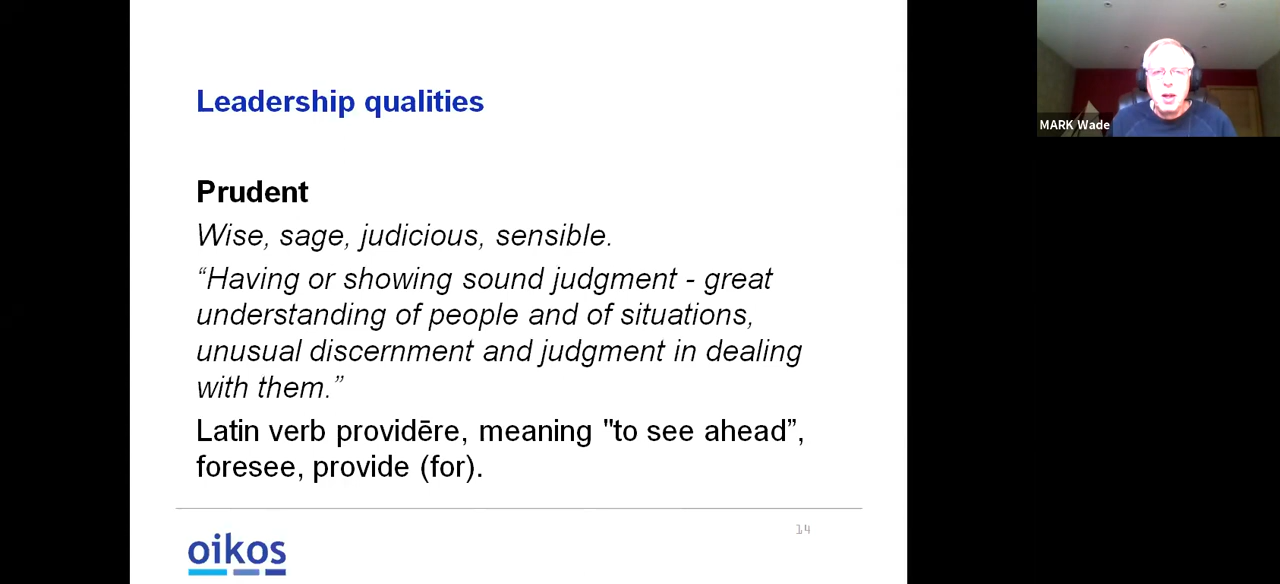 Leadership qualities
Prudent
Wise, sage, judicious, sensible.
“Having or showing sound judgment - great
understanding of people and of situations,
unusual discernment and judgment in dealing
with them.”
Latin verb providēre, meaning "to see ahead”,
foresee, provide (for).
14
oikos
MARK Wade